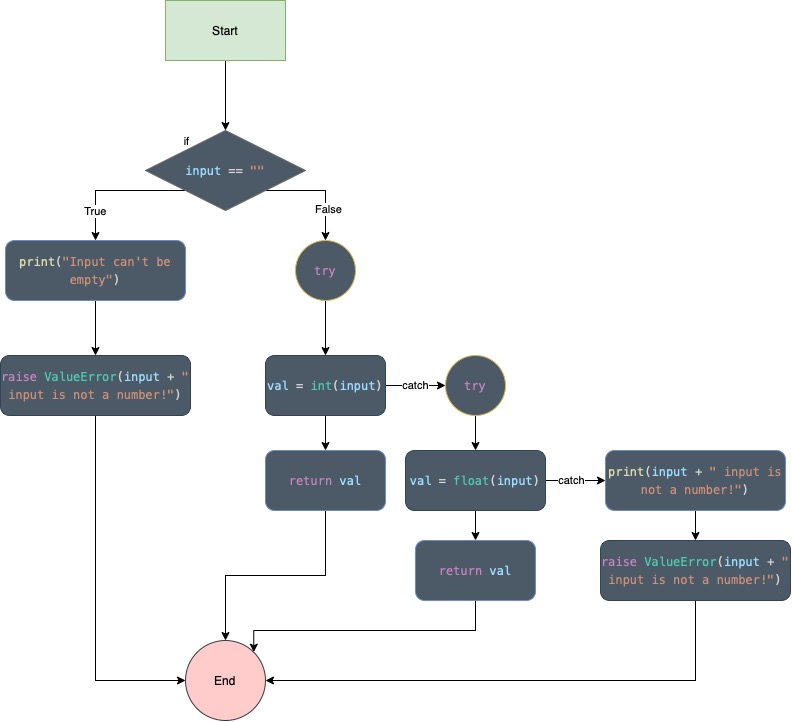 Start
if
input == ""
True
False
print("Input can't be
empty")
try
raise ValueError(input + "
input is not a number!")
val = int(input)
catch
try
return val
val = float(input)
catch
print(input + " input is
not a number!")
return val
raise ValueError(input + "
input is not a number!")
End